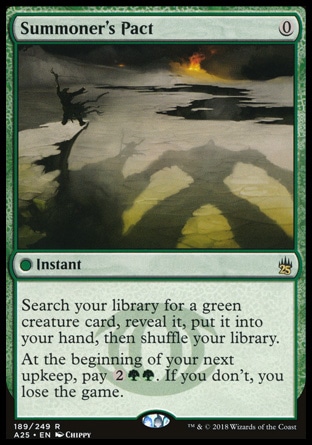 Summoner's Pact 0
25
Instant
Search your library for a green
creature card, reveal it, put it into
your hand, then shuffle your library.
At the beginning of your next
upkeep, pay 2. If you don't, you
lose the game.
189/249 R
A25 • EN Chippy
™ & © 2018 Wizards of the Coast